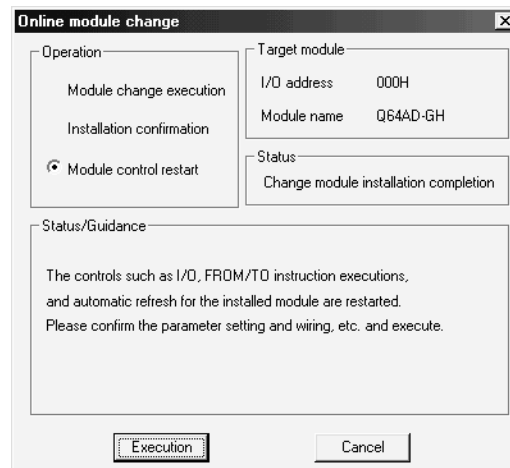 Online module change
Operation
Module change execution
Installation confirmation
Module control restart
Target module
I/O address 000H
Module name Q64AD-GH
Status
Change module installation completion
Status/Guidance
The controls such as I/O, FROM/TO instruction executions,
and automatic refresh for the installed module are restarted.
Please confirm the parameter setting and wiring, etc. and execute.
Execution
Cancel